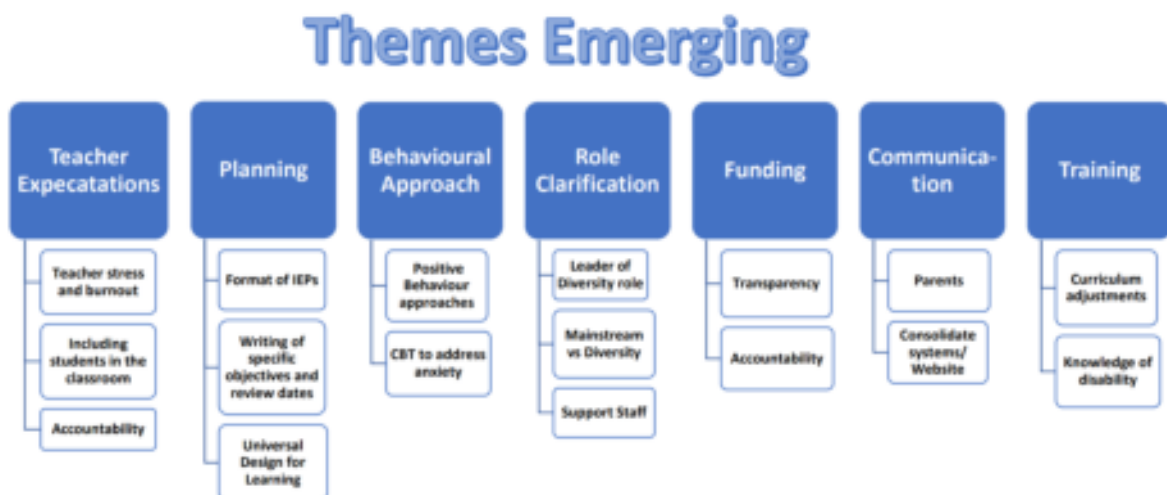 Themes Emerging
Teacher
Expecatations
Teacher stress
and burnout
Including
students in the
classroom
Accountability
Planning
Format of IEPs
Writing of
specific
objectives and
review dates
Universal
Design for
Learning
Behavioural
Approach
Positive
Behaviour
approaches
CBT to address
anxiety
Role
Clarification
Leader of
Diversity role
Mainstream
vs Diversity
Support Staff
Funding
Transparency
Accountability
Communica-
tion
Parents
Consolidate
systems/
Website
Training
Curriculum
adjustments
Knowledge of
disability